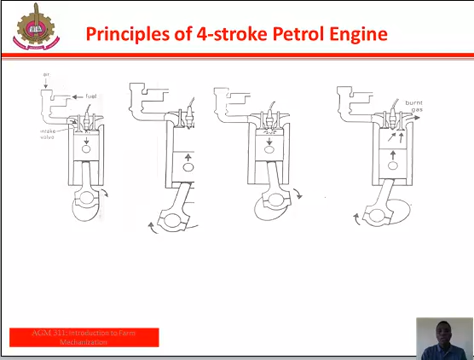 Principles of 4-stroke Petrol Engine
air
fuel
intake
valve
burnt
gas
AGM 311: Introduction to Farm
Mechanization